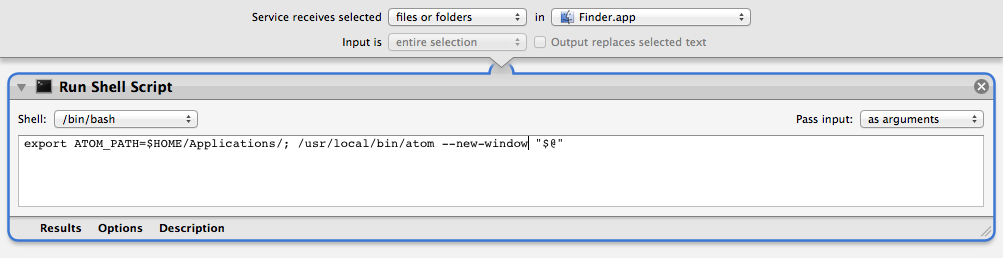 Service receives selected files or folders in Finder.app
Input is entire selection Output replaces selected text
Run Shell Script
Shell: /bin/bash Pass input: as arguments
export ATOM_PATH=$HOME/Applications/; /usr/local/bin/atom --new-window "$@"
Results Options Description